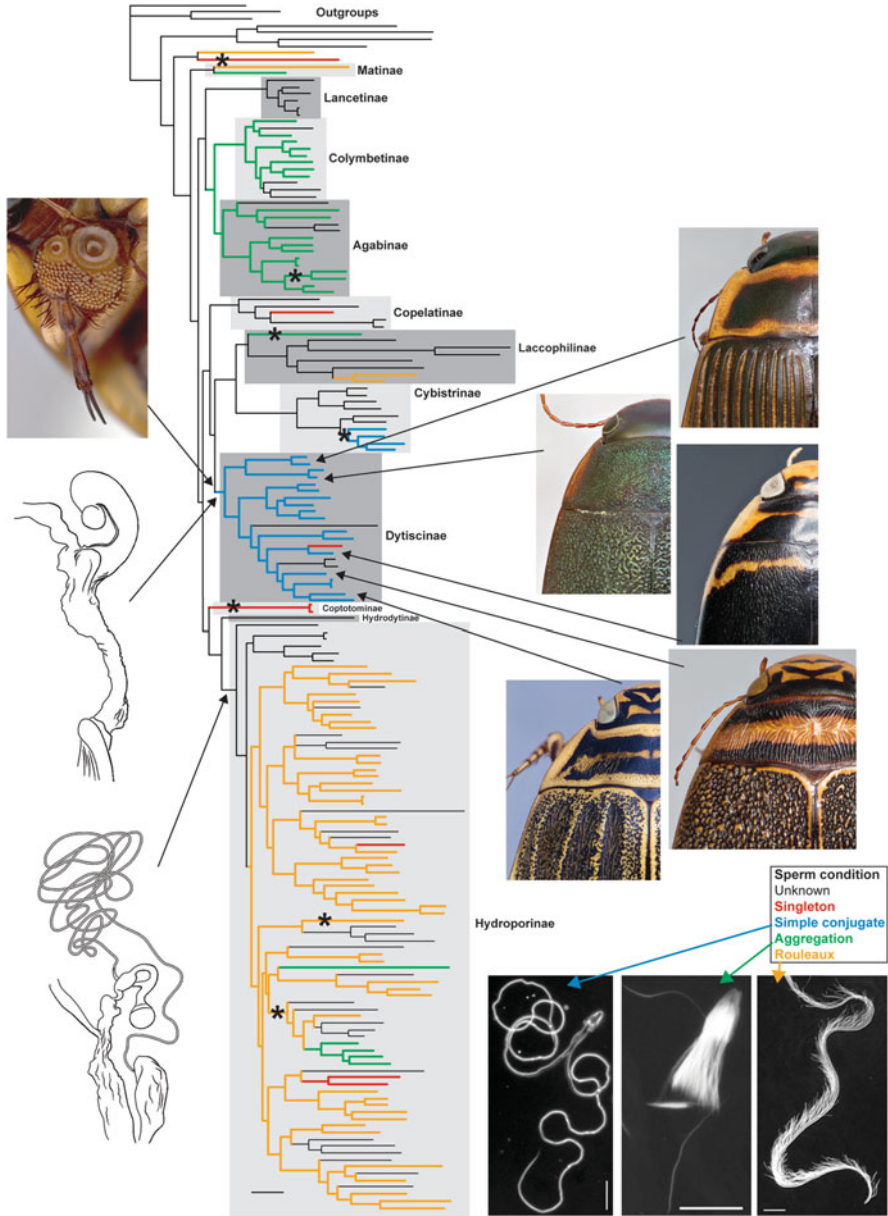 Outgroups
Matinae
Lancetinae
Colymbetinae
Agabinae
Copelatinae
Laccophilinae
Cybistrinae
Dytiscinae
Coptotominae
Hydrodytinae
Hydroporinae
Sperm condition
Unknown
Singleton
Simple conjugate
Aggregation
Rouleaux